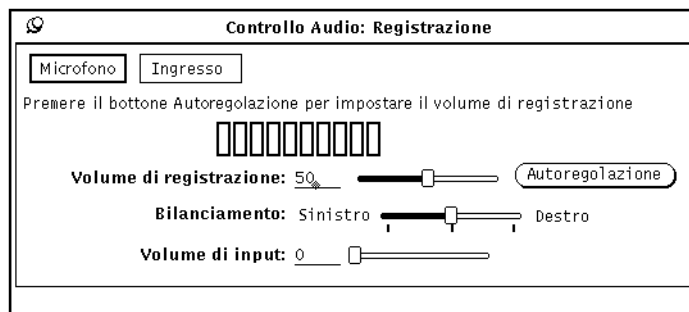 Controllo Audio: Registrazione
Microfono Ingresso
Premere il bottone Autoregolazione per impostare il volume di registrazione
Volume di registrazione: 50 Autoregolazione
Bilanciamento: Sinistro Destro
Volume di input: 0